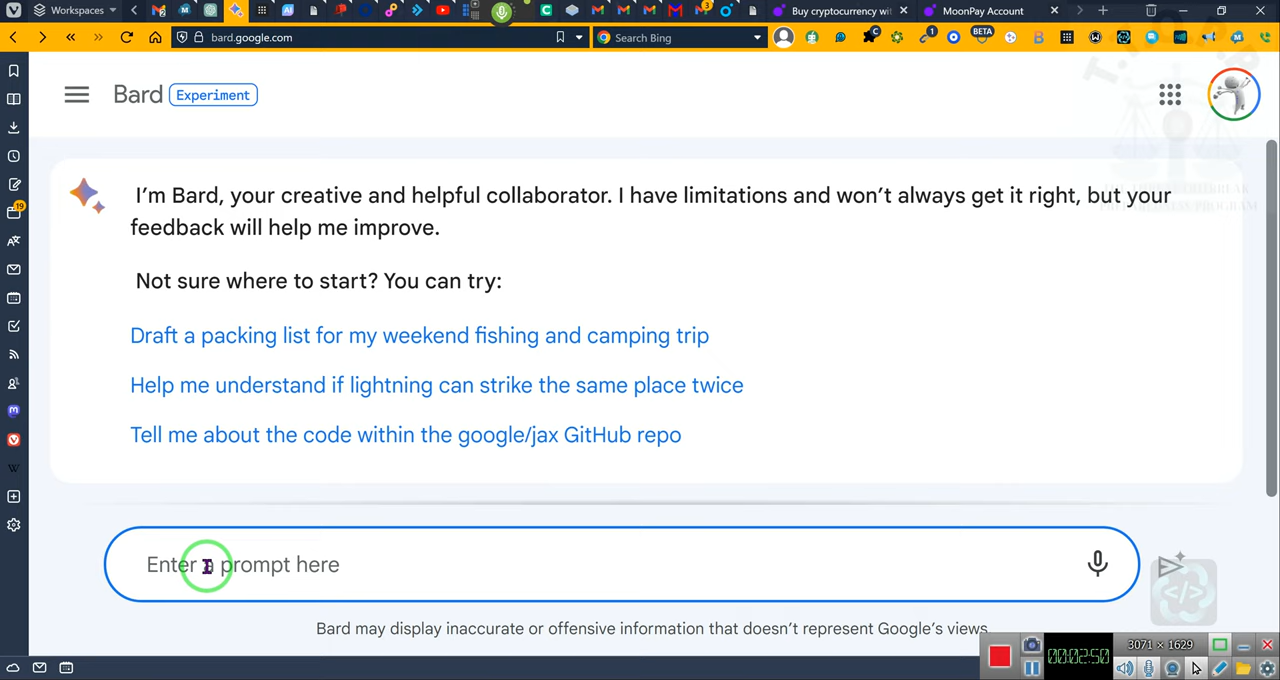 Workspaces
Buy cryptocurrency wit
MoonPay Account
bard.google.com
Search Bing
BETA
Bard Experiment
I'm Bard, your creative and helpful collaborator. I have limitations and won't always get it right, but your
feedback will help me improve.
Not sure where to start? You can try:
Draft a packing list for my weekend fishing and camping trip
Help me understand if lightning can strike the same place twice
Tell me about the code within the google/jax GitHub repo
Enter a prompt here
Bard may display inaccurate or offensive information that doesn't represent Google's views.
3071 × 1629
00:02:50
19